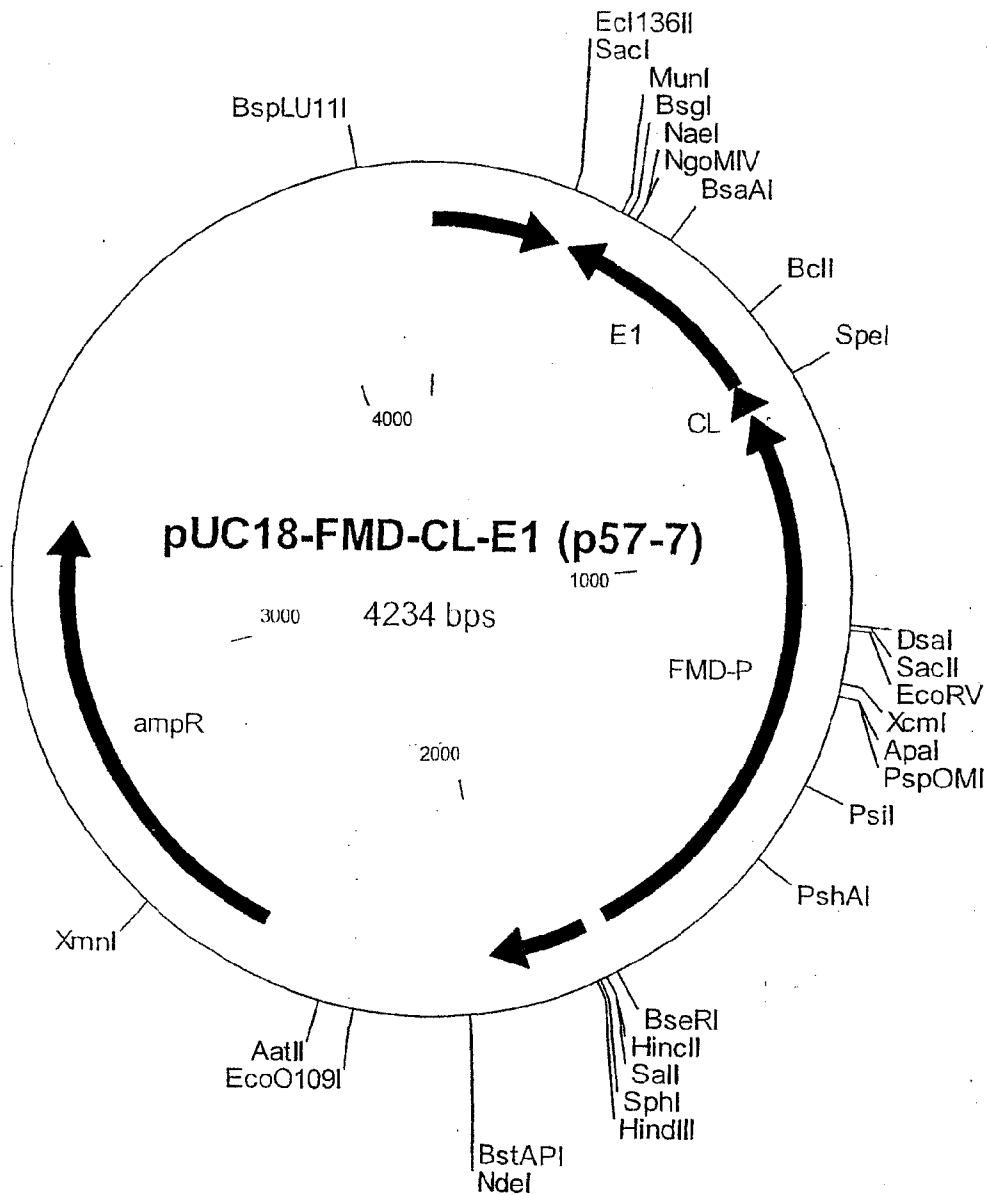 EcI136II
SacI
MunI
BsgI
NaeI
NgoMIV
BsaAI
BspLU11I
BclI
SpeI
E1
CL
4000
pUC18-FMD-CL-E1 (p57-7)
1000
3000
4234 bps
DsaI
SacII
EcoRV
XcmI
ApaI
PspOMI
FMD-P
ampR
2000
PsiI
PshAI
XmnI
BseRI
HincII
SalI
SphI
HindIII
AatII
EcoO109I
BstAPI
NdeI